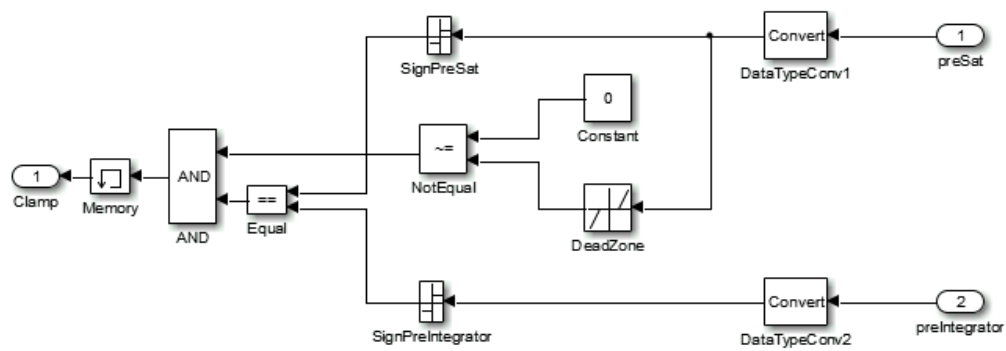 1
preSat
Convert
DataTypeConv1
SignPreSat
0
Constant
~=
NotEqual
AND
AND
1
Clamp
Memory
==
Equal
DeadZone
SignPreIntegrator
Convert
DataTypeConv2
2
preIntegrator